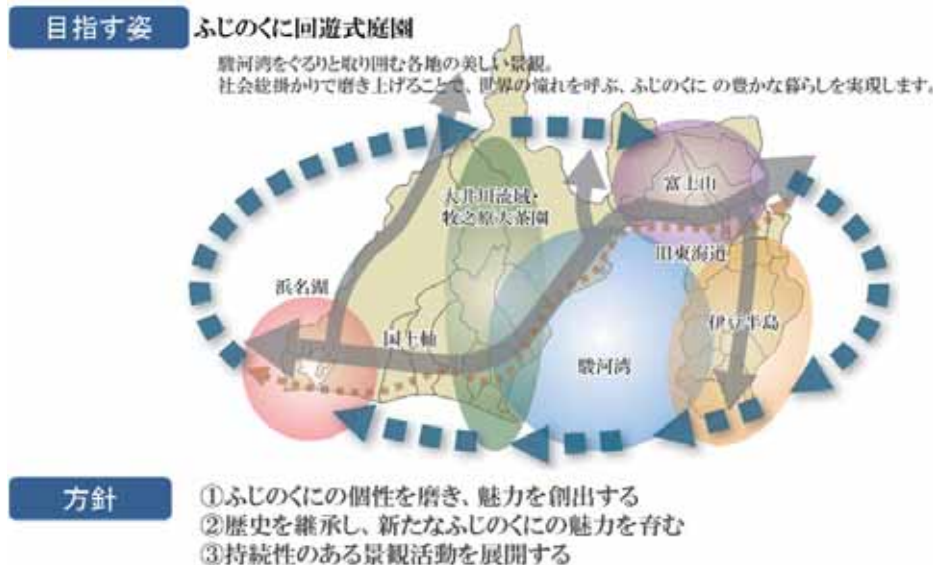 目指す姿
ふじのくに回遊式庭園
駿河湾をぐるりと取り囲む各地の美しい景観。
社会総掛かりで磨き上げることで、世界の憧れを呼ぶ、ふじのくに の豊かな暮らしを実現します。
富士山
大井川流域・
牧之原大茶園
旧東海道
浜名湖
伊豆半島
国土軸
駿河湾
方針
①ふじのくにの個性を磨き、魅力を創出する
②歴史を継承し、新たなふじのくにの魅力を育む
③持続性のある景観活動を展開する